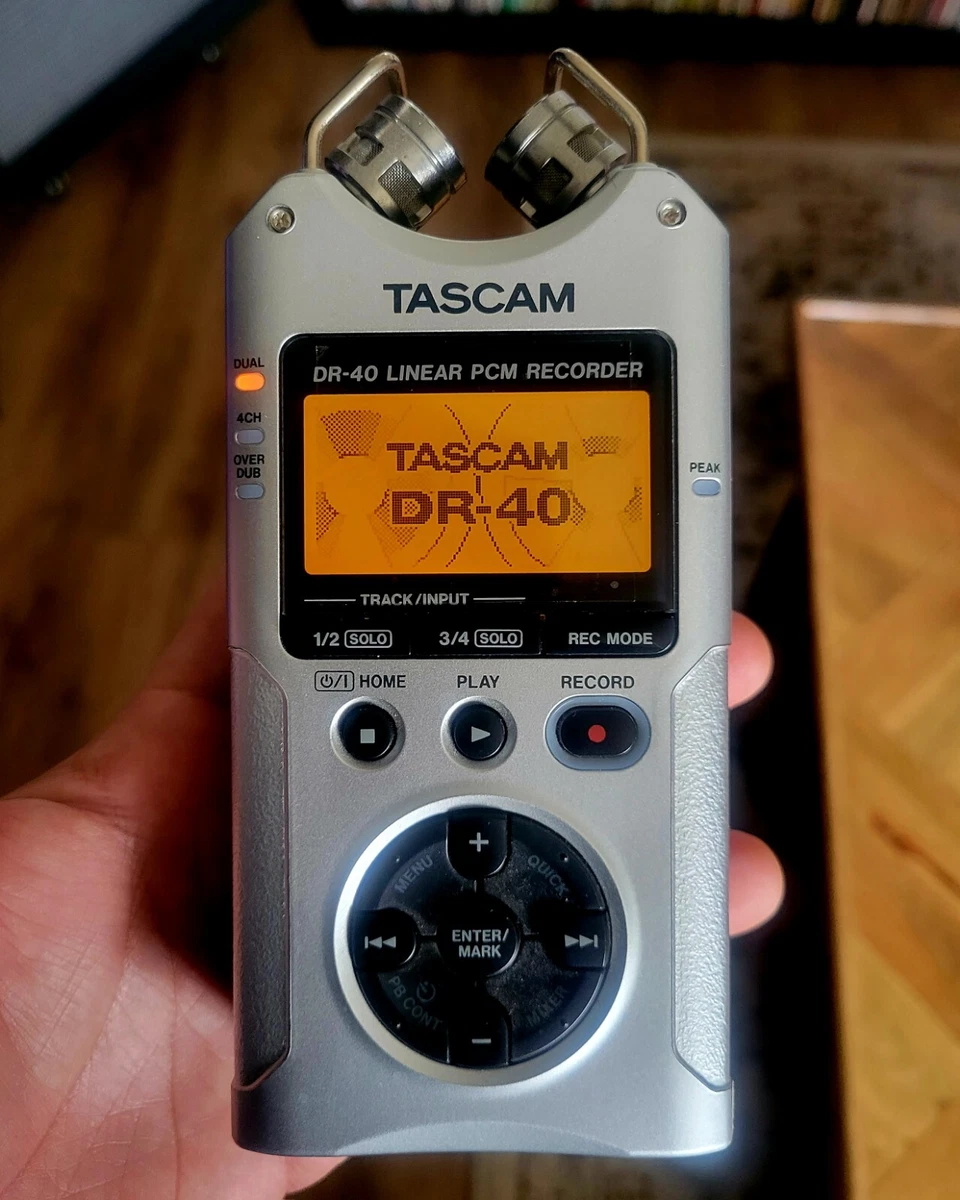 TASCAM
DR-40 LINEAR PCM RECORDER
TASCAM
DR-40
DUAL
4CH
OVER
DUB
PEAK
TRACK/INPUT
1/2 SOLO 3/4 SOLO REC MODE
⏻/I HOME PLAY RECORD
+
MENU QUICK
ENTER/
MARK
PB CONT MIXER
−